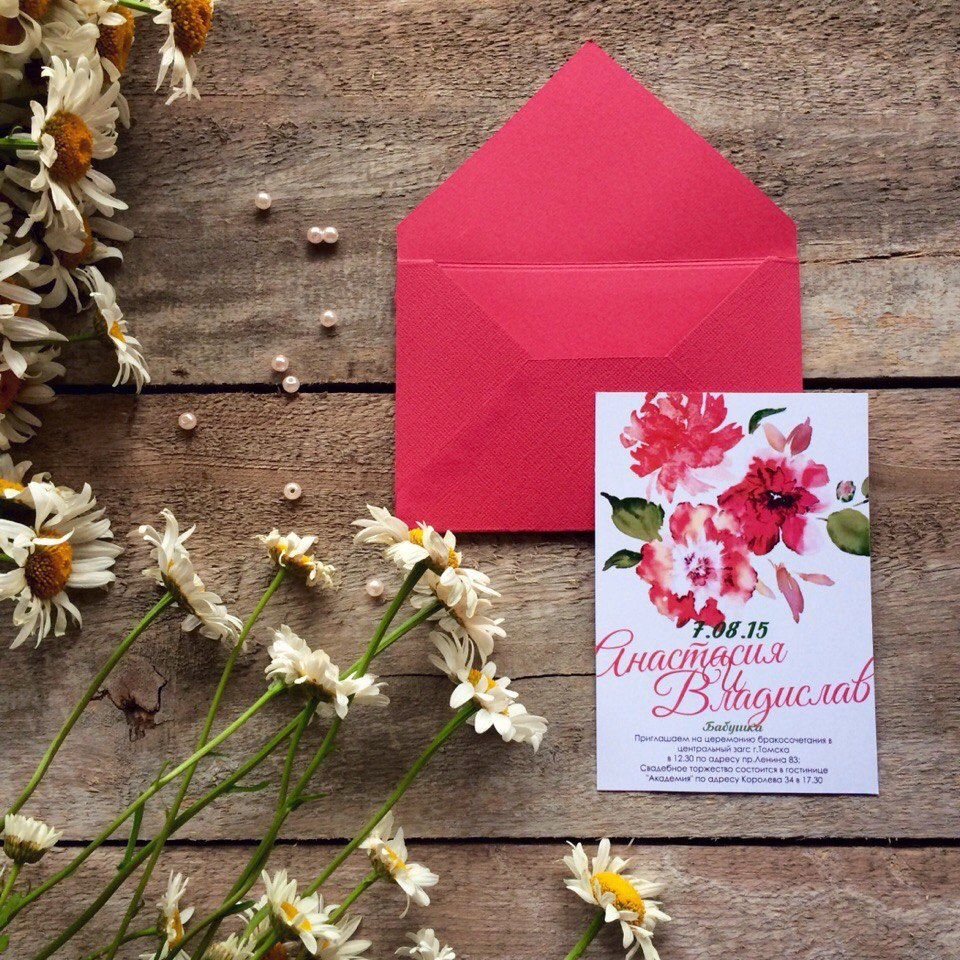 7.08.15
Анастасия
и
Владислав
Бабушка
Приглашаем на церемонию бракосочетания в
центральный загс г.Томска
в 12.30 по адресу пр.Ленина 83;
Свадебное торжество состоится в гостинице
"Академия" по адресу Королева 34 в 17.30